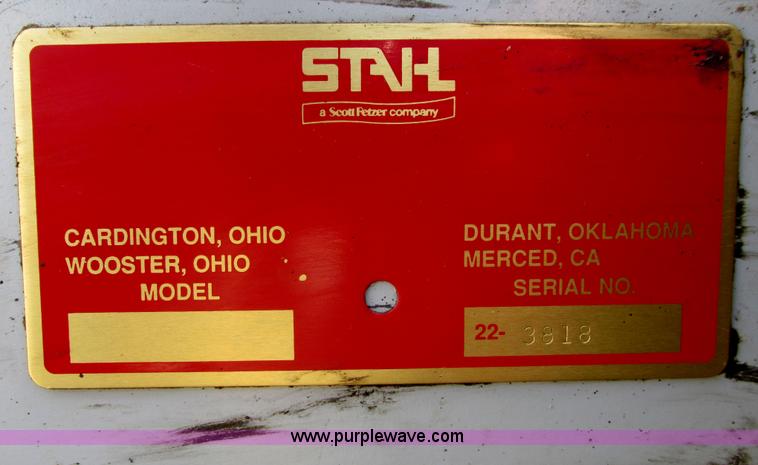 STAHL
a Scott Fetzer company
CARDINGTON, OHIO
WOOSTER, OHIO
MODEL
DURANT, OKLAHOMA
MERCED, CA
SERIAL NO.
22- 3818
www.purplewave.com